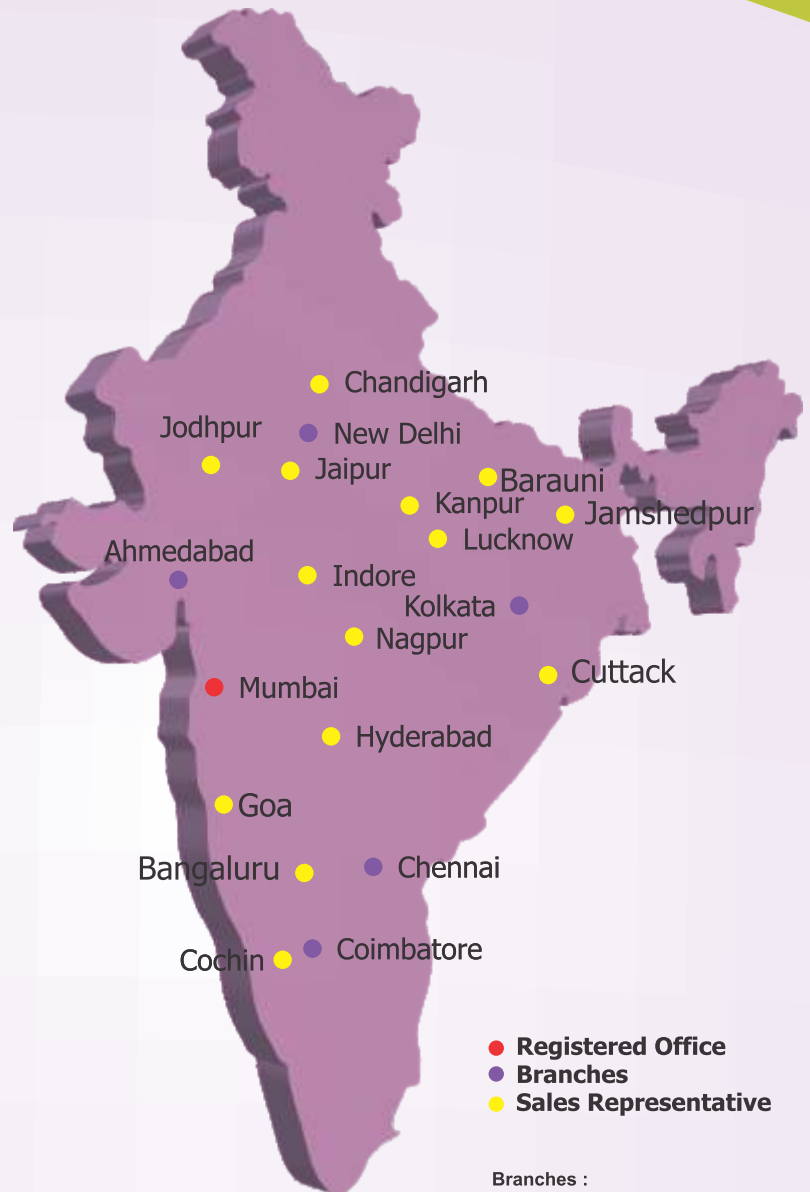 Chandigarh
Jodhpur
New Delhi
Jaipur
Barauni
Kanpur
Jamshedpur
Lucknow
Ahmedabad
Indore
Kolkata
Nagpur
Cuttack
Mumbai
Hyderabad
Goa
Bangaluru
Chennai
Coimbatore
Cochin
Registered Office
Branches
Sales Representative
Branches :